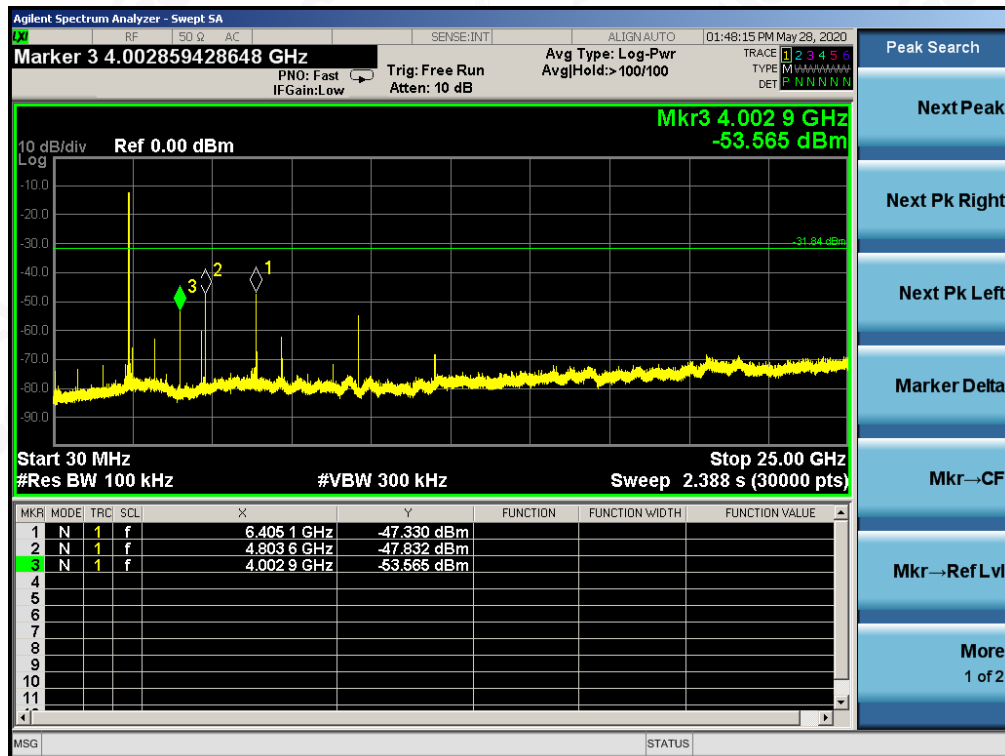 Agilent Spectrum Analyzer - Swept SA
LXI RF 50 Ω AC SENSE:INT ALIGN AUTO 01:48:15 PM May 28, 2020
Marker 3 4.002859428648 GHz
PNO: Fast
IFGain:Low
Trig: Free Run
Atten: 10 dB
Avg Type: Log-Pwr
Avg|Hold:>100/100
TRACE 1 2 3 4 5 6
TYPE M WWWWW
DET P N N N N N
Mkr3 4.002 9 GHz
-53.565 dBm
10 dB/div Ref 0.00 dBm
Log
-10.0
-20.0
-30.0
-31.84 dBm
-40.0
3 2 1
-50.0
-60.0
-70.0
-80.0
-90.0
Start 30 MHz Stop 25.00 GHz
#Res BW 100 kHz #VBW 300 kHz Sweep 2.388 s (30000 pts)
MKR MODE TRC SCL X Y FUNCTION FUNCTION WIDTH FUNCTION VALUE
1 N 1 f 6.405 1 GHz -47.330 dBm
2 N 1 f 4.803 6 GHz -47.832 dBm
3 N 1 f 4.002 9 GHz -53.565 dBm
4
5
6
7
8
9
10
11
MSG STATUS
Peak Search
Next Peak
Next Pk Right
Next Pk Left
Marker Delta
Mkr→CF
Mkr→Ref Lvl
More
1 of 2